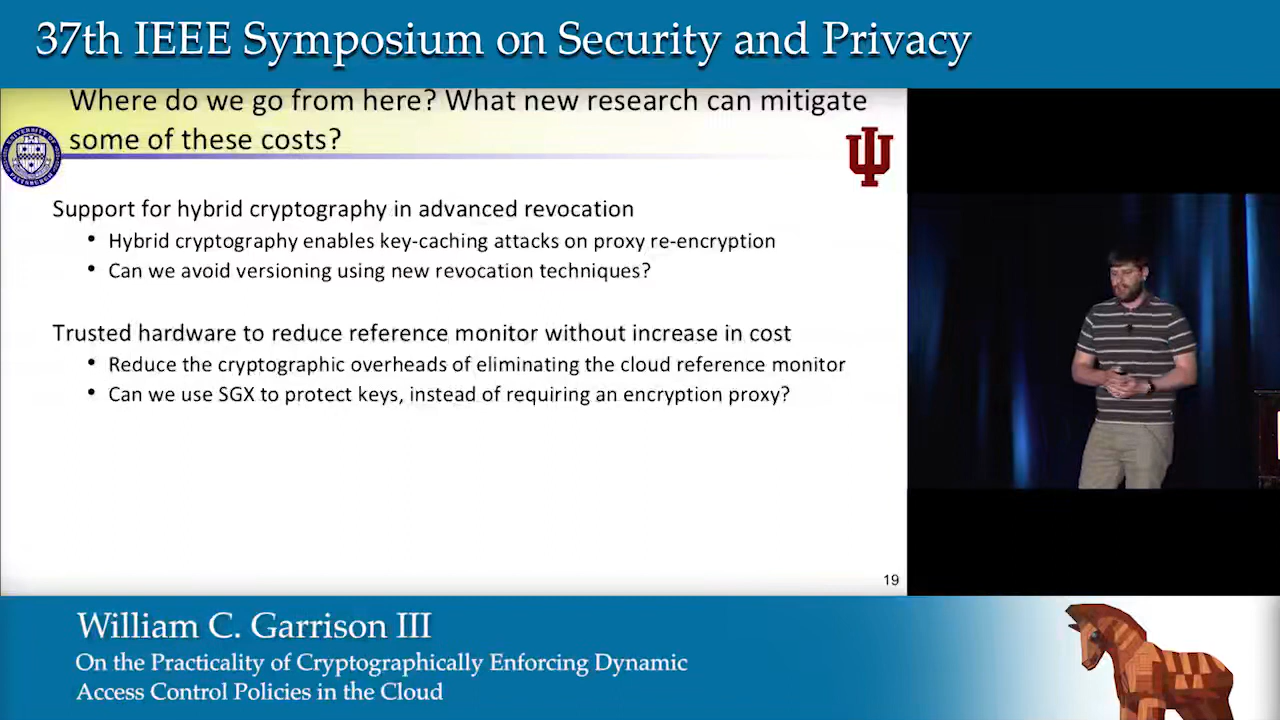 37th IEEE Symposium on Security and Privacy
Where do we go from here? What new research can mitigate
some of these costs?
Support for hybrid cryptography in advanced revocation
• Hybrid cryptography enables key-caching attacks on proxy re-encryption
• Can we avoid versioning using new revocation techniques?
Trusted hardware to reduce reference monitor without increase in cost
• Reduce the cryptographic overheads of eliminating the cloud reference monitor
• Can we use SGX to protect keys, instead of requiring an encryption proxy?
19
William C. Garrison III
On the Practicality of Cryptographically Enforcing Dynamic
Access Control Policies in the Cloud